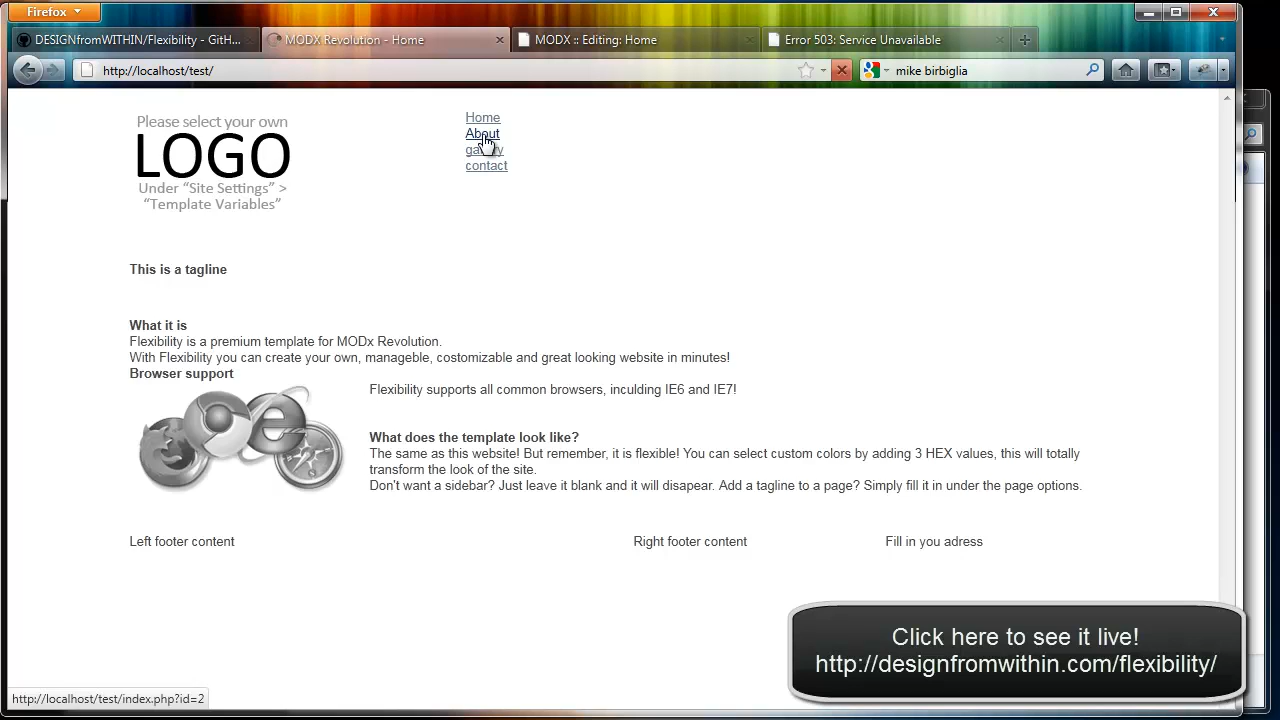 Firefox
DESIGNfromWITHIN/Flexibility - GitH...
MODX Revolution - Home
MODX :: Editing: Home
Error 503: Service Unavailable
http://localhost/test/
mike birbiglia
Please select your own
LOGO
Under “Site Settings” >
“Template Variables”
Home
About
contact
This is a tagline
What it is
Flexibility is a premium template for MODx Revolution.
With Flexibility you can create your own, manageble, costomizable and great looking website in minutes!
Browser support
Flexibility supports all common browsers, inculding IE6 and IE7!
What does the template look like?
The same as this website! But remember, it is flexible! You can select custom colors by adding 3 HEX values, this will totally
transform the look of the site.
Don't want a sidebar? Just leave it blank and it will disapear. Add a tagline to a page? Simply fill it in under the page options.
Left footer content
Right footer content
Fill in you adress
Click here to see it live!
http://designfromwithin.com/flexibility/
http://localhost/test/index.php?id=2